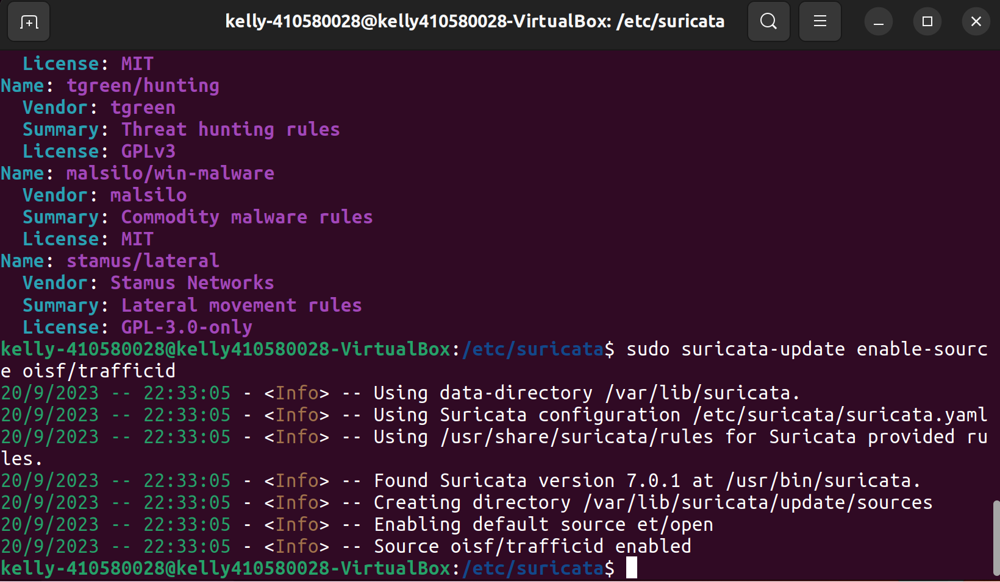 kelly-410580028@kelly410580028-VirtualBox: /etc/suricata
  License: MIT
Name: tgreen/hunting
  Vendor: tgreen
  Summary: Threat hunting rules
  License: GPLv3
Name: malsilo/win-malware
  Vendor: malsilo
  Summary: Commodity malware rules
  License: MIT
Name: stamus/lateral
  Vendor: Stamus Networks
  Summary: Lateral movement rules
  License: GPL-3.0-only
kelly-410580028@kelly410580028-VirtualBox:/etc/suricata$ sudo suricata-update enable-sourc
e oisf/trafficid
20/9/2023 -- 22:33:05 - <Info> -- Using data-directory /var/lib/suricata.
20/9/2023 -- 22:33:05 - <Info> -- Using Suricata configuration /etc/suricata/suricata.yaml
20/9/2023 -- 22:33:05 - <Info> -- Using /usr/share/suricata/rules for Suricata provided ru
les.
20/9/2023 -- 22:33:05 - <Info> -- Found Suricata version 7.0.1 at /usr/bin/suricata.
20/9/2023 -- 22:33:05 - <Info> -- Creating directory /var/lib/suricata/update/sources
20/9/2023 -- 22:33:05 - <Info> -- Enabling default source et/open
20/9/2023 -- 22:33:05 - <Info> -- Source oisf/trafficid enabled
kelly-410580028@kelly410580028-VirtualBox:/etc/suricata$